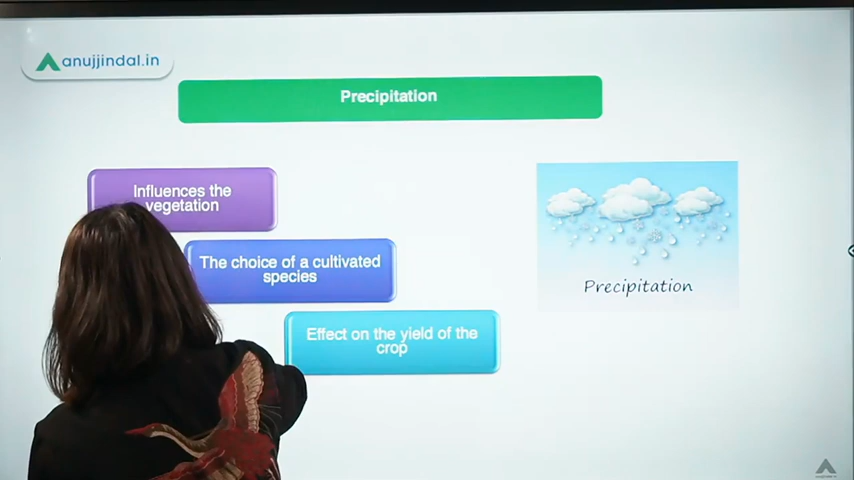 anujjindal.in
Precipitation
Influences the
vegetation
The choice of a cultivated
species
Effect on the yield of the
crop
Precipitation